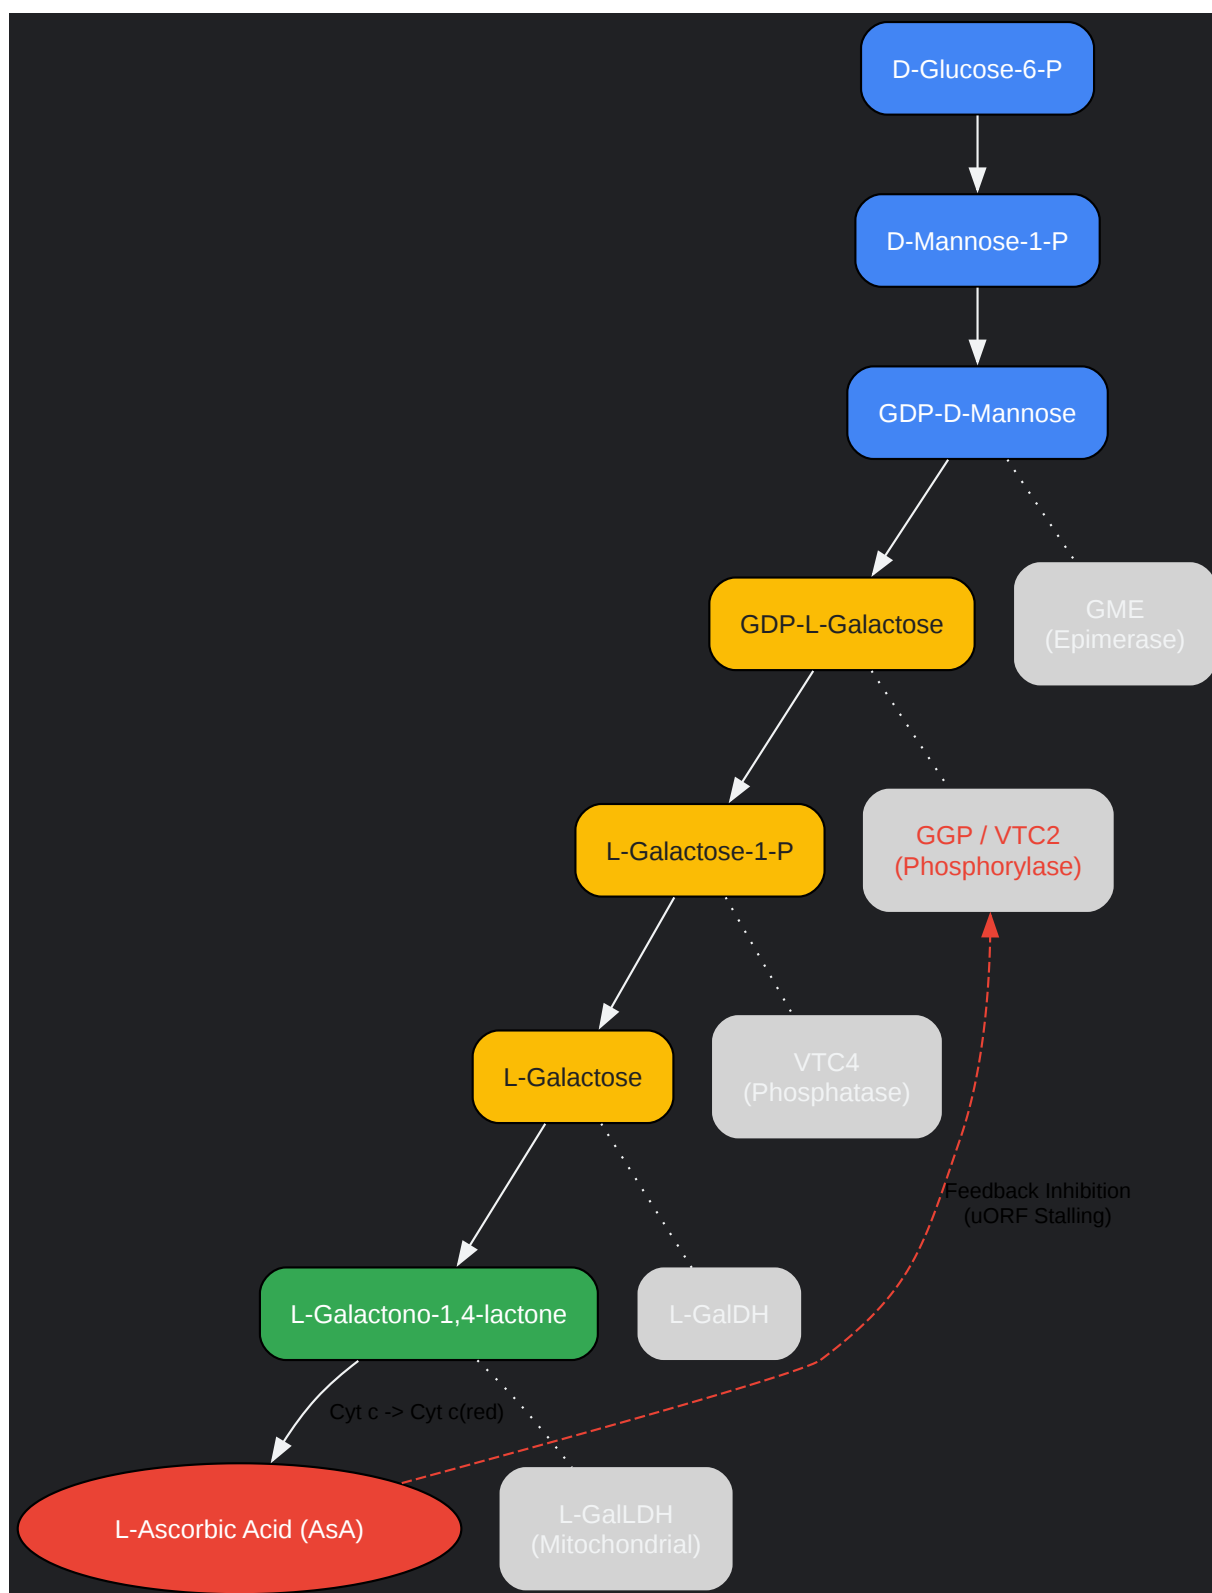 D-Glucose-6-P
D-Mannose-1-P
GDP-D-Mannose
GDP-L-Galactose
GME
(Epimerase)
L-Galactose-1-P
GGP / VTC2
(Phosphorylase)
L-Galactose
VTC4
(Phosphatase)
Feedback Inhibition
(uORF Stalling)
L-Galactono-1,4-lactone
L-GalDH
Cyt c -> Cyt c(red)
L-Ascorbic Acid (AsA)
L-GalLDH
(Mitochondrial)